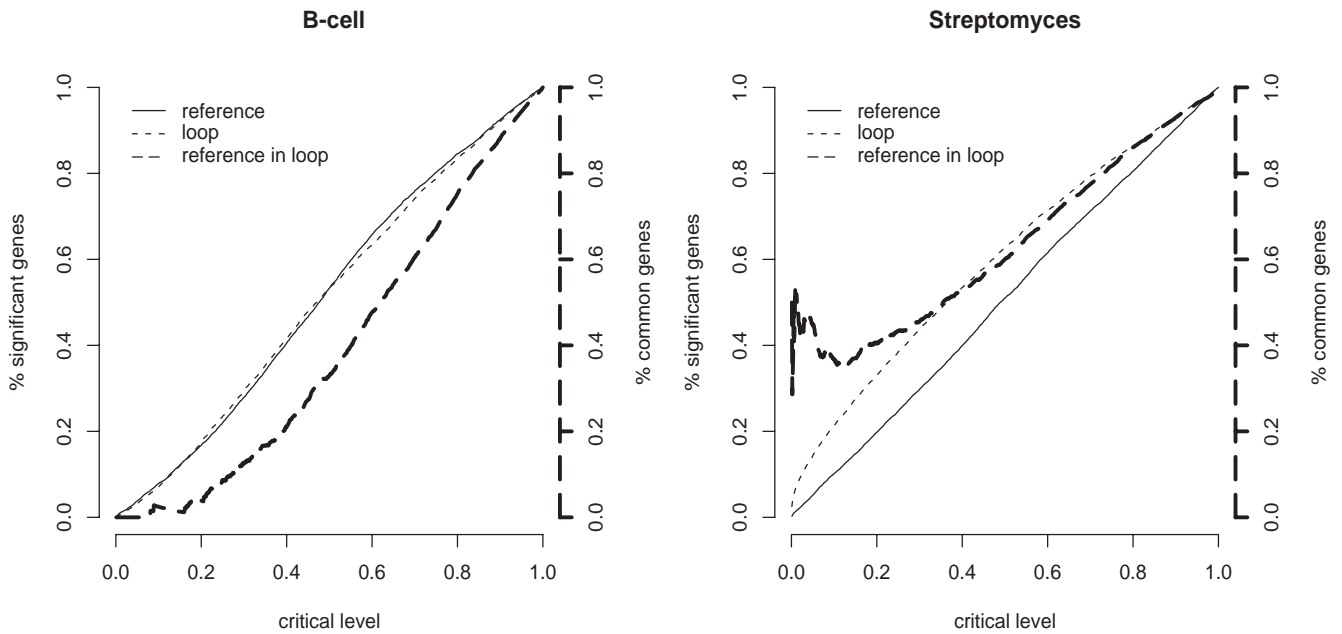 B-cell
reference
loop
reference in loop
% significant genes
1.0
0.8
0.6
0.4
0.2
0.0
0.0 0.2 0.4 0.6 0.8 1.0
critical level
1.0
0.8
0.6
0.4
0.2
0.0
% common genes
Streptomyces
reference
loop
reference in loop
% significant genes
1.0
0.8
0.6
0.4
0.2
0.0
0.0 0.2 0.4 0.6 0.8 1.0
critical level
1.0
0.8
0.6
0.4
0.2
0.0
% common genes